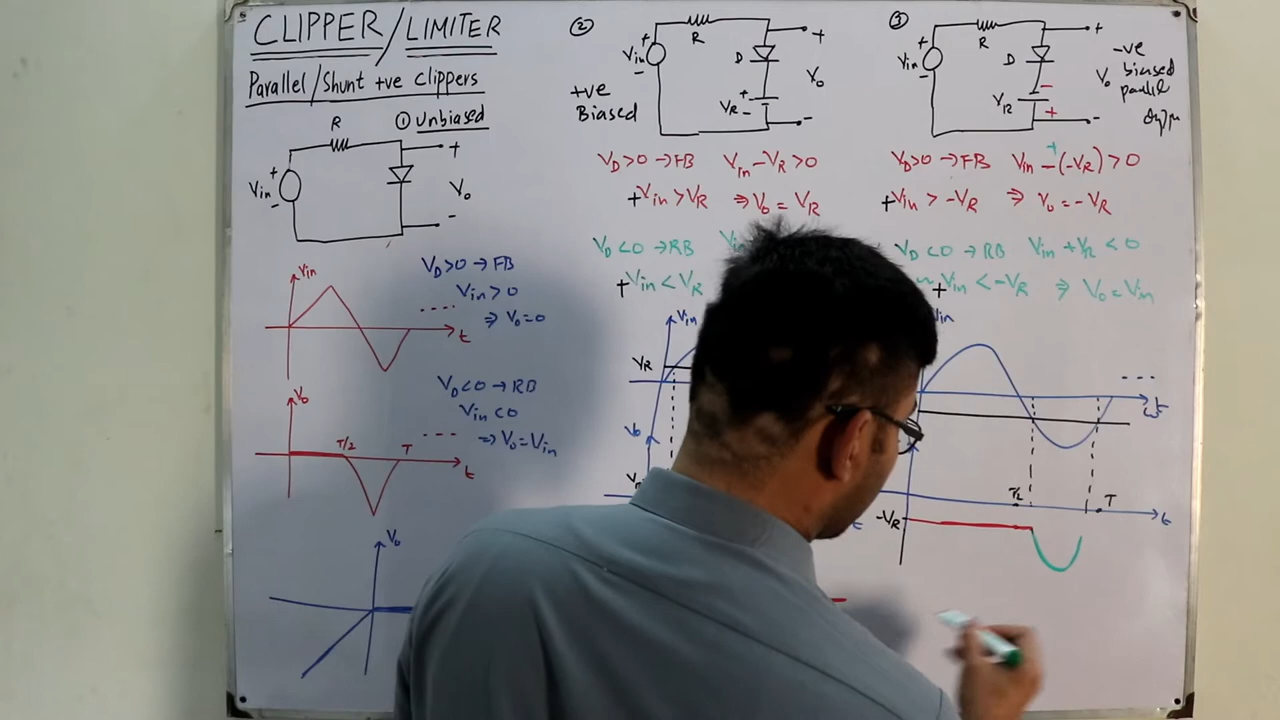 CLIPPER/LIMITER
Parallel/Shunt +ve clippers
① Unbiased
R
+
Vin
-
+
Vo
-
VD>0→FB
Vin>0
....
⇒ Vo=0
Vin
t
VD<0→RB
Vin<0
....
⇒ Vo=Vin
Vo
T/2
T
t
Vo
②
R
+
Vin
-
D
+
Vo
+ve
Biased
+
VR
-
-
VD>0→FB Vin-VR>0
+Vin>VR ⇒Vo=VR
VD<0→RB
+Vin<VR
Vin
VR
Vo
t
③
R
+
Vin
-
D
+
-ve
biased
Vo
VR
-
+
-
VD>0→FB Vin-(-VR)>0
+
+Vin>-VR ⇒ Vo=-VR
VD<0→RB Vin+VR<0
+Vin<-VR ⇒ Vo=Vin
....
T/2
T
t
-VR